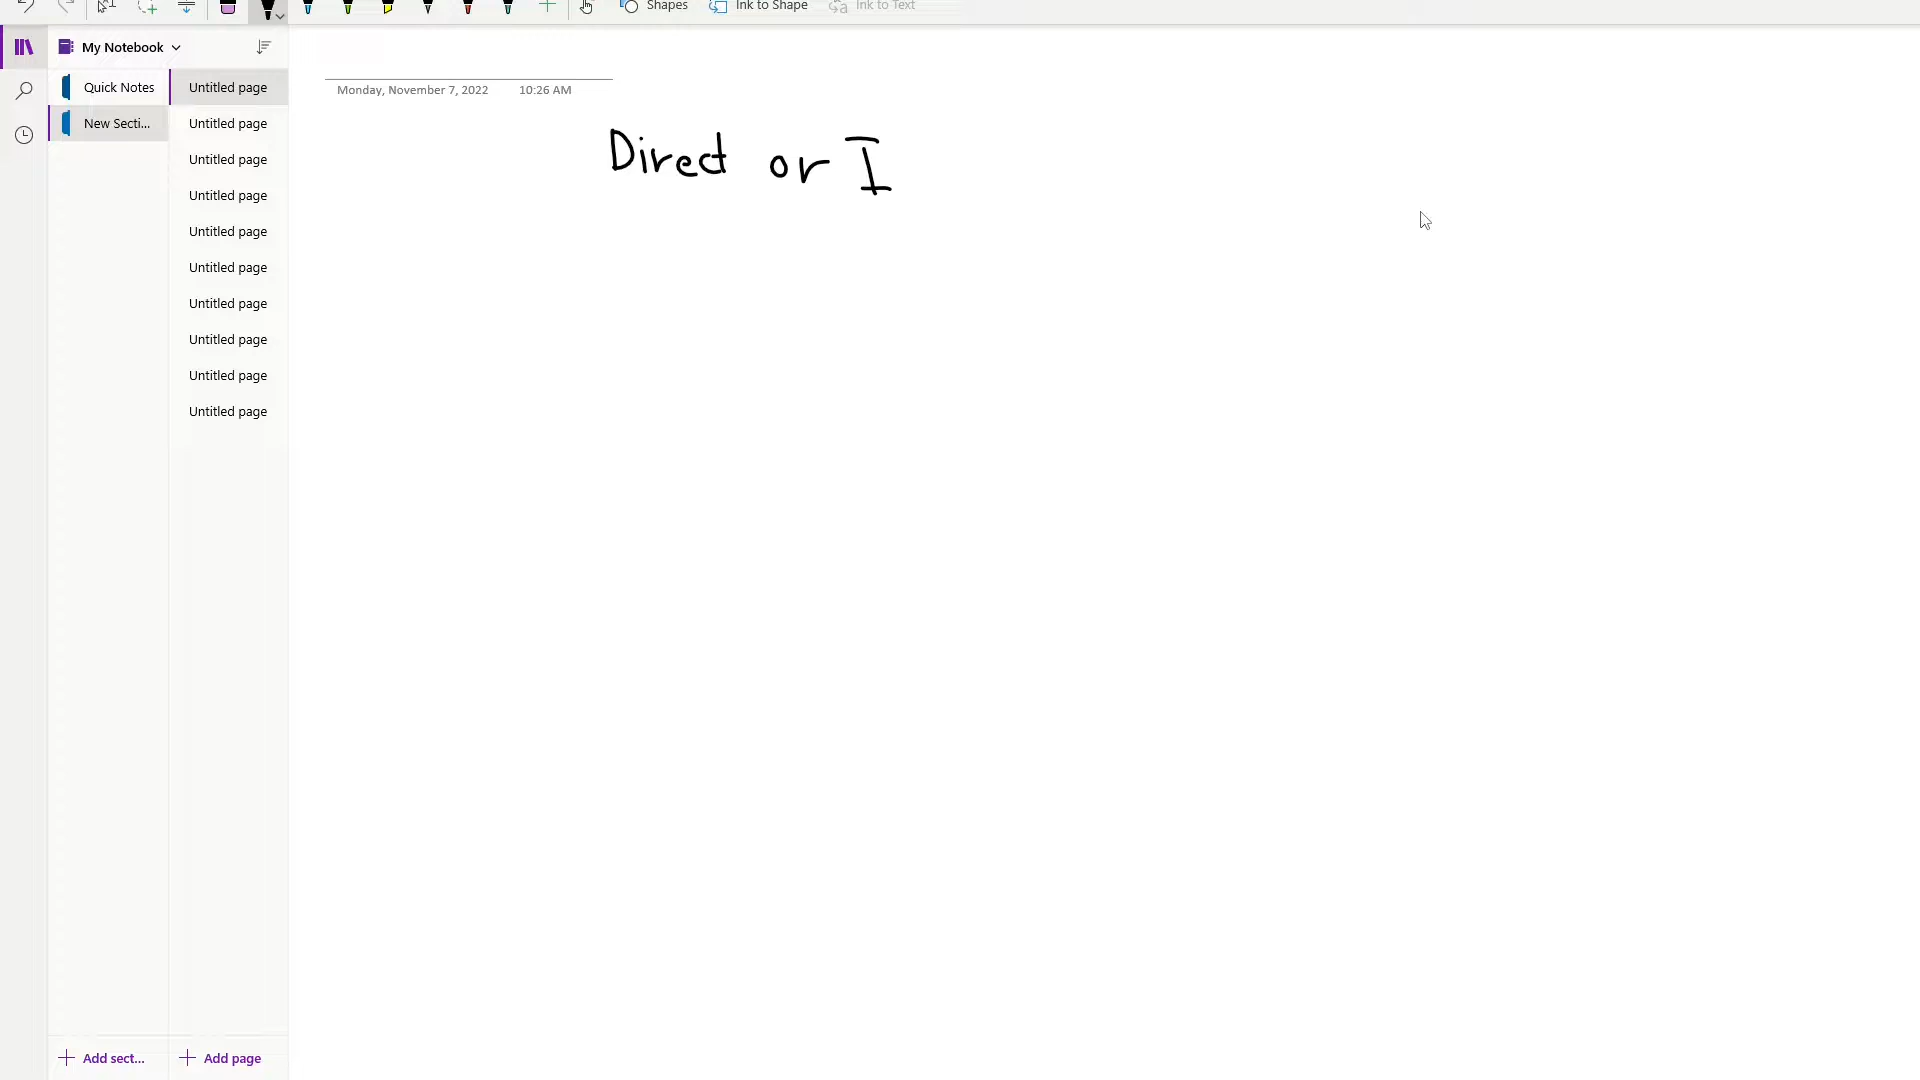 Shapes Ink to Shape Ink to Text
My Notebook
Quick Notes
New Secti...
Untitled page
Untitled page
Untitled page
Untitled page
Untitled page
Untitled page
Untitled page
Untitled page
Untitled page
Untitled page
Monday, November 7, 2022 10:26 AM
Direct or I
Add sect...
Add page